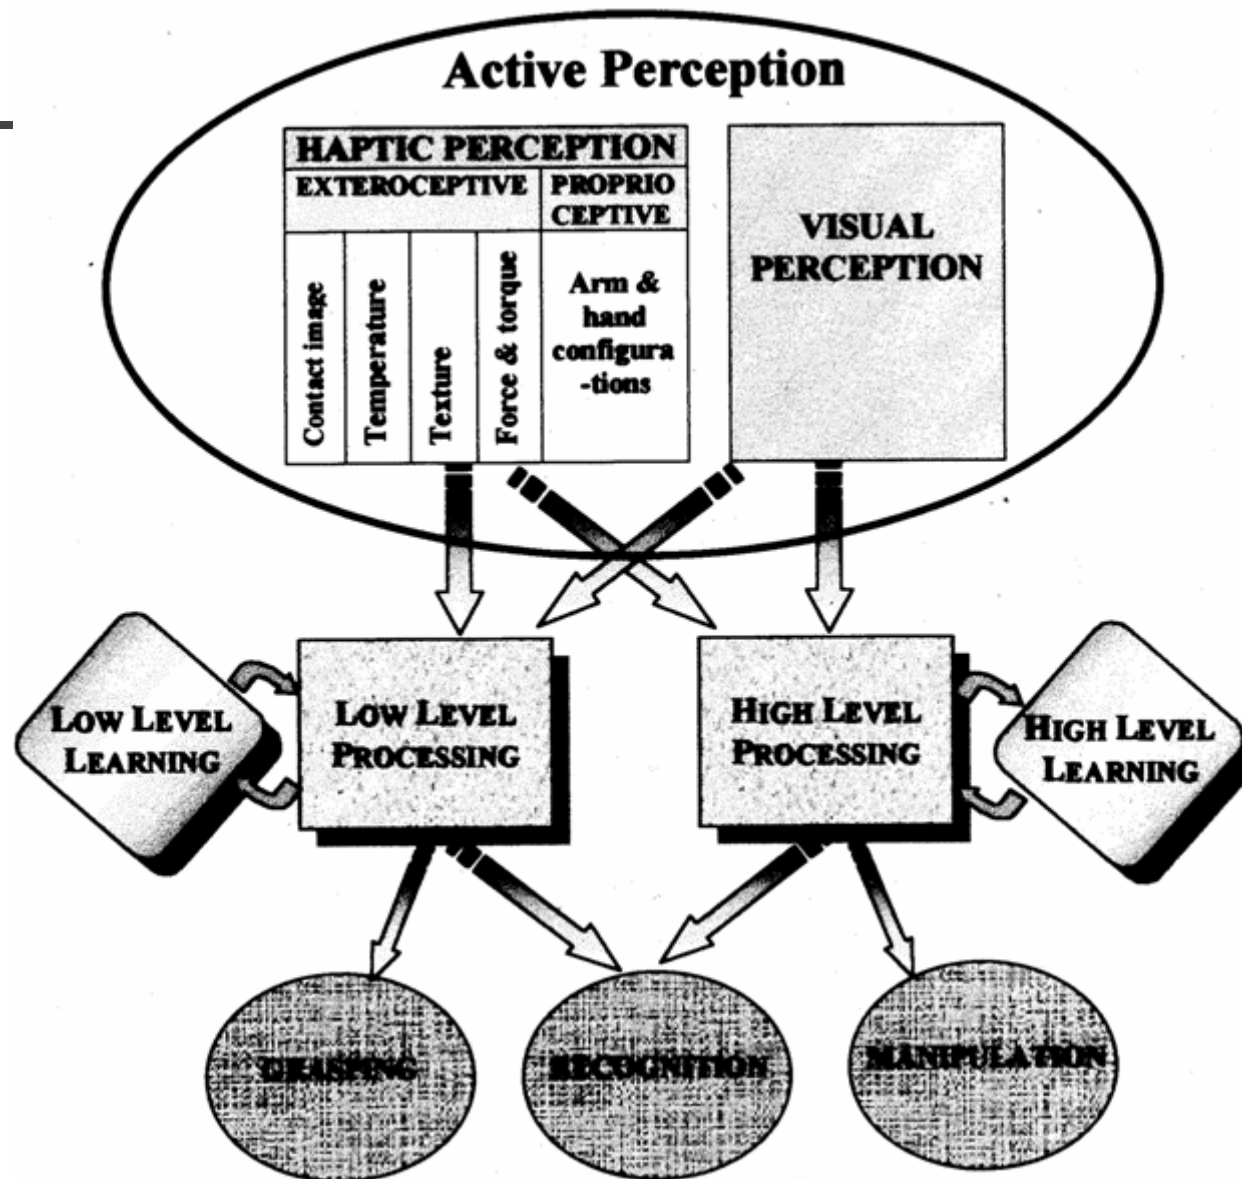 Active Perception
HAPTIC PERCEPTION
EXTEROCEPTIVE
PROPRIO
CEPTIVE
Contact image
Temperature
Texture
Force & torque
Arm &
hand
configura
-tions
VISUAL
PERCEPTION
LOW LEVEL
LEARNING
LOW LEVEL
PROCESSING
HIGH LEVEL
PROCESSING
HIGH LEVEL
LEARNING
GRASPING
RECOGNITION
MANIPULATION